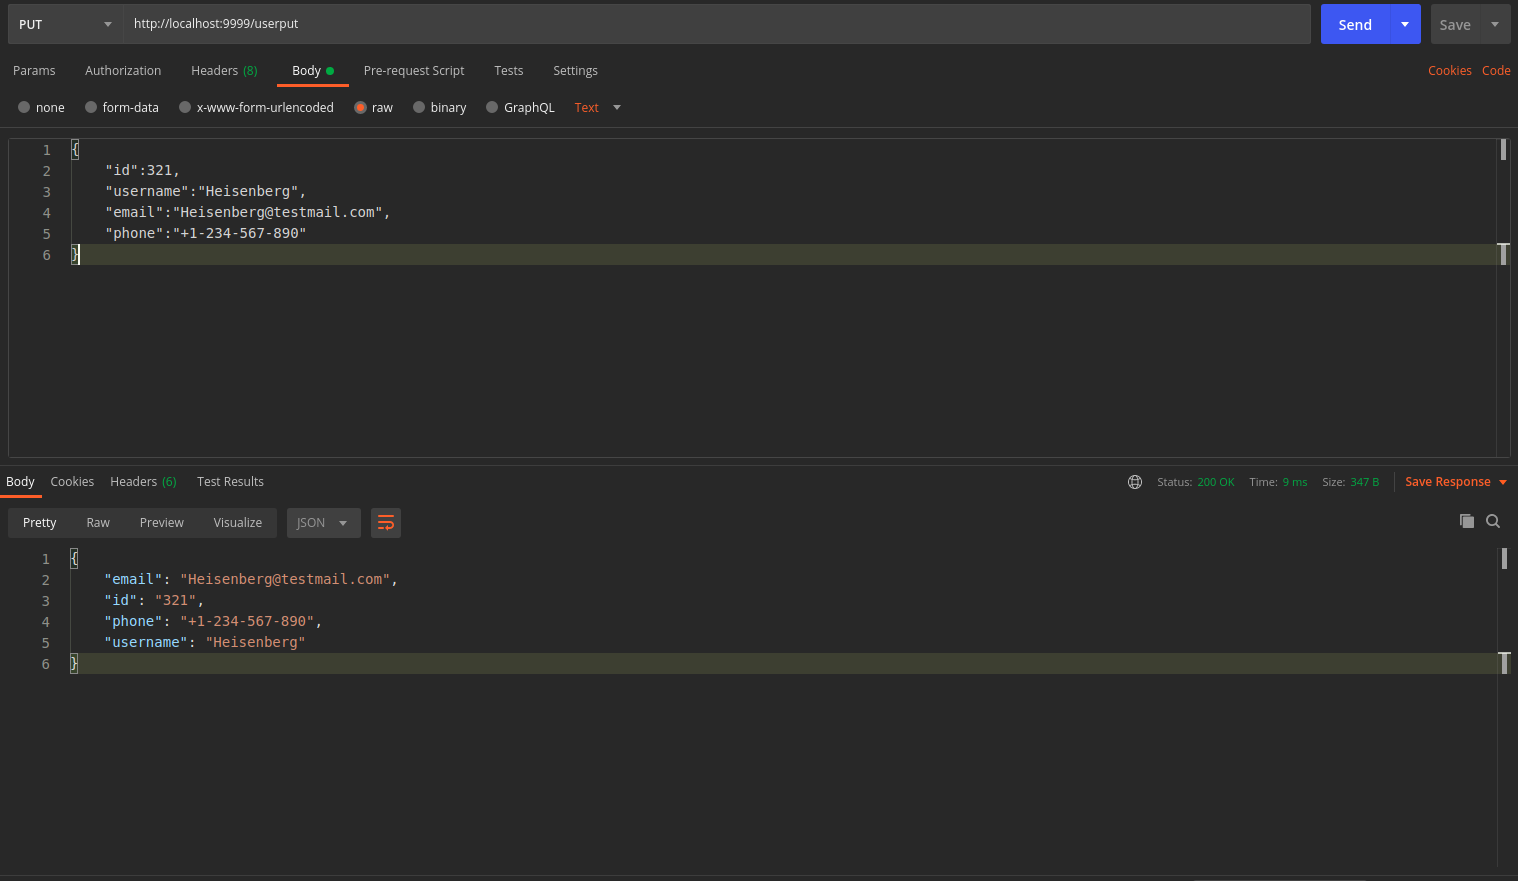 PUT http://localhost:9999/userput Send Save
Params Authorization Headers (8) Body Pre-request Script Tests Settings Cookies Code
none form-data x-www-form-urlencoded raw binary GraphQL Text
1 {
2 "id":321,
3 "username":"Heisenberg",
4 "email":"Heisenberg@testmail.com",
5 "phone":"+1-234-567-890"
6 }
Body Cookies Headers (6) Test Results Status: 200 OK Time: 9 ms Size: 347 B Save Response
Pretty Raw Preview Visualize JSON
1 {
2 "email": "Heisenberg@testmail.com",
3 "id": "321",
4 "phone": "+1-234-567-890",
5 "username": "Heisenberg"
6 }